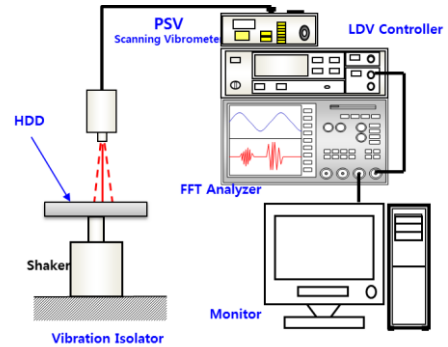 PSV
Scanning Vibrometer
LDV Controller
HDD
FFT Analyzer
Shaker
Monitor
Vibration Isolator